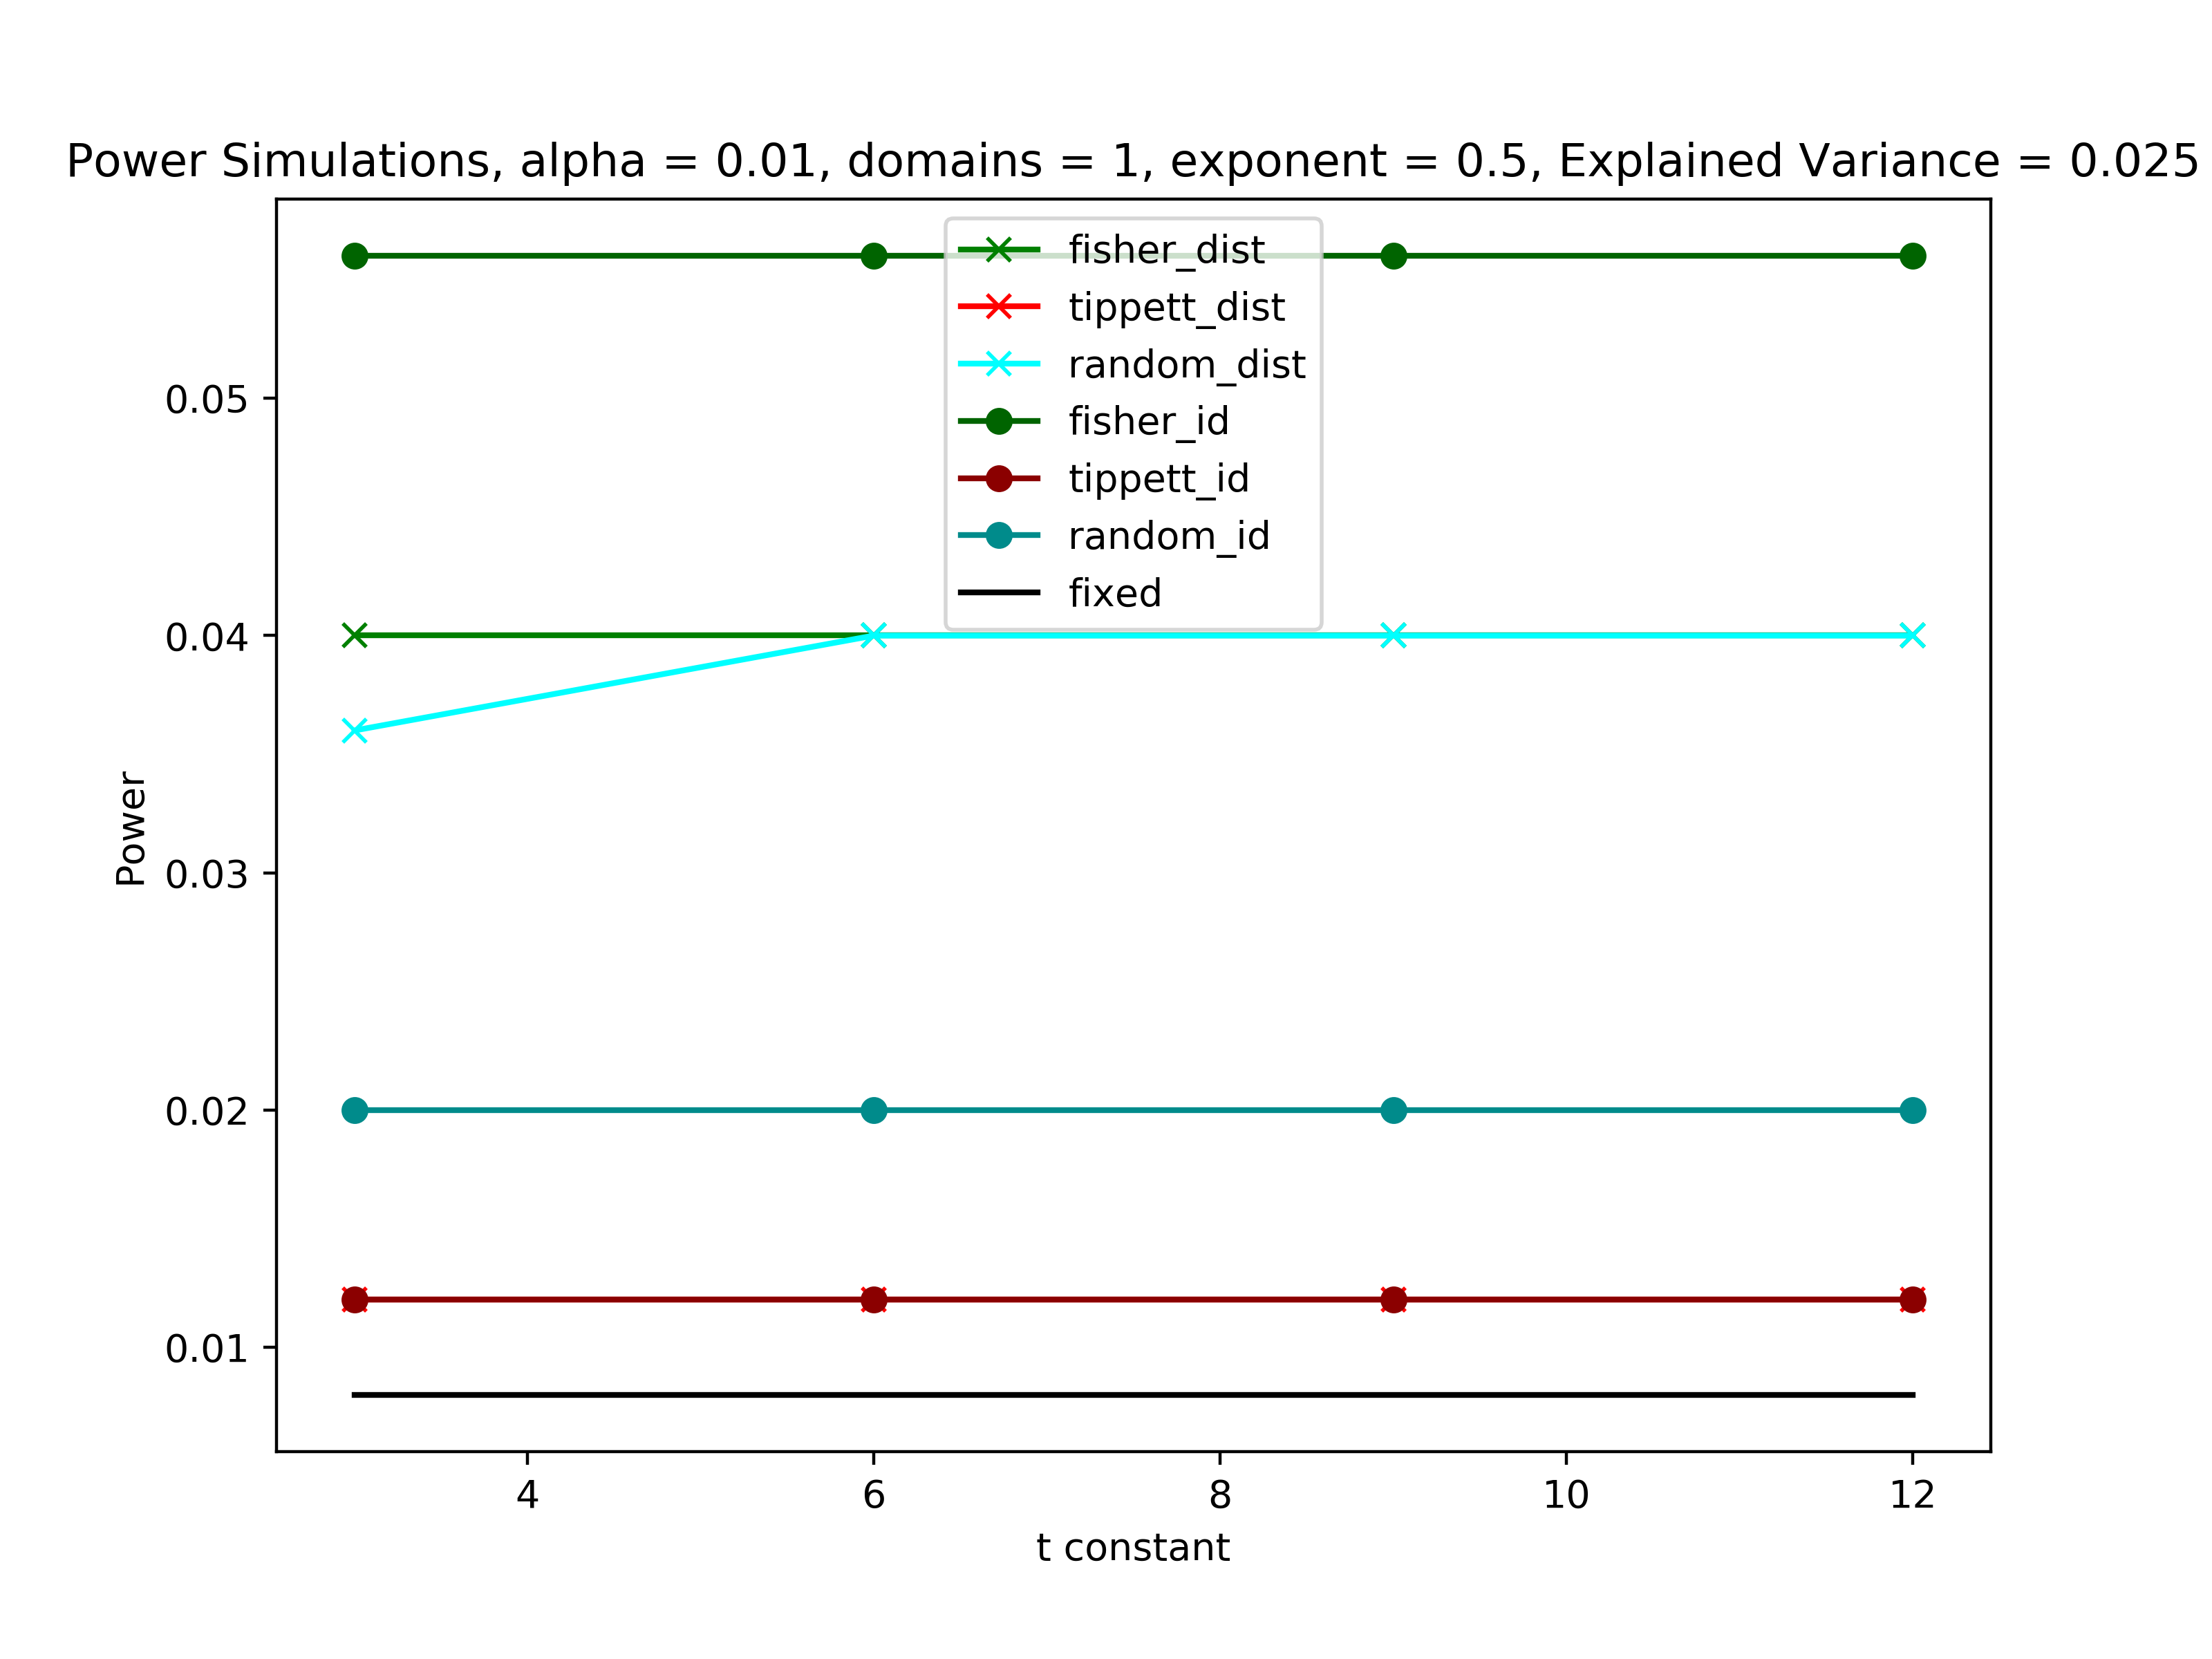 Power Simulations, alpha = 0.01, domains = 1, exponent = 0.5, Explained Variance = 0.025
fisher_dist
tippett_dist
random_dist
fisher_id
tippett_id
random_id
fixed
Power
0.05
0.04
0.03
0.02
0.01
4 6 8 10 12
t constant